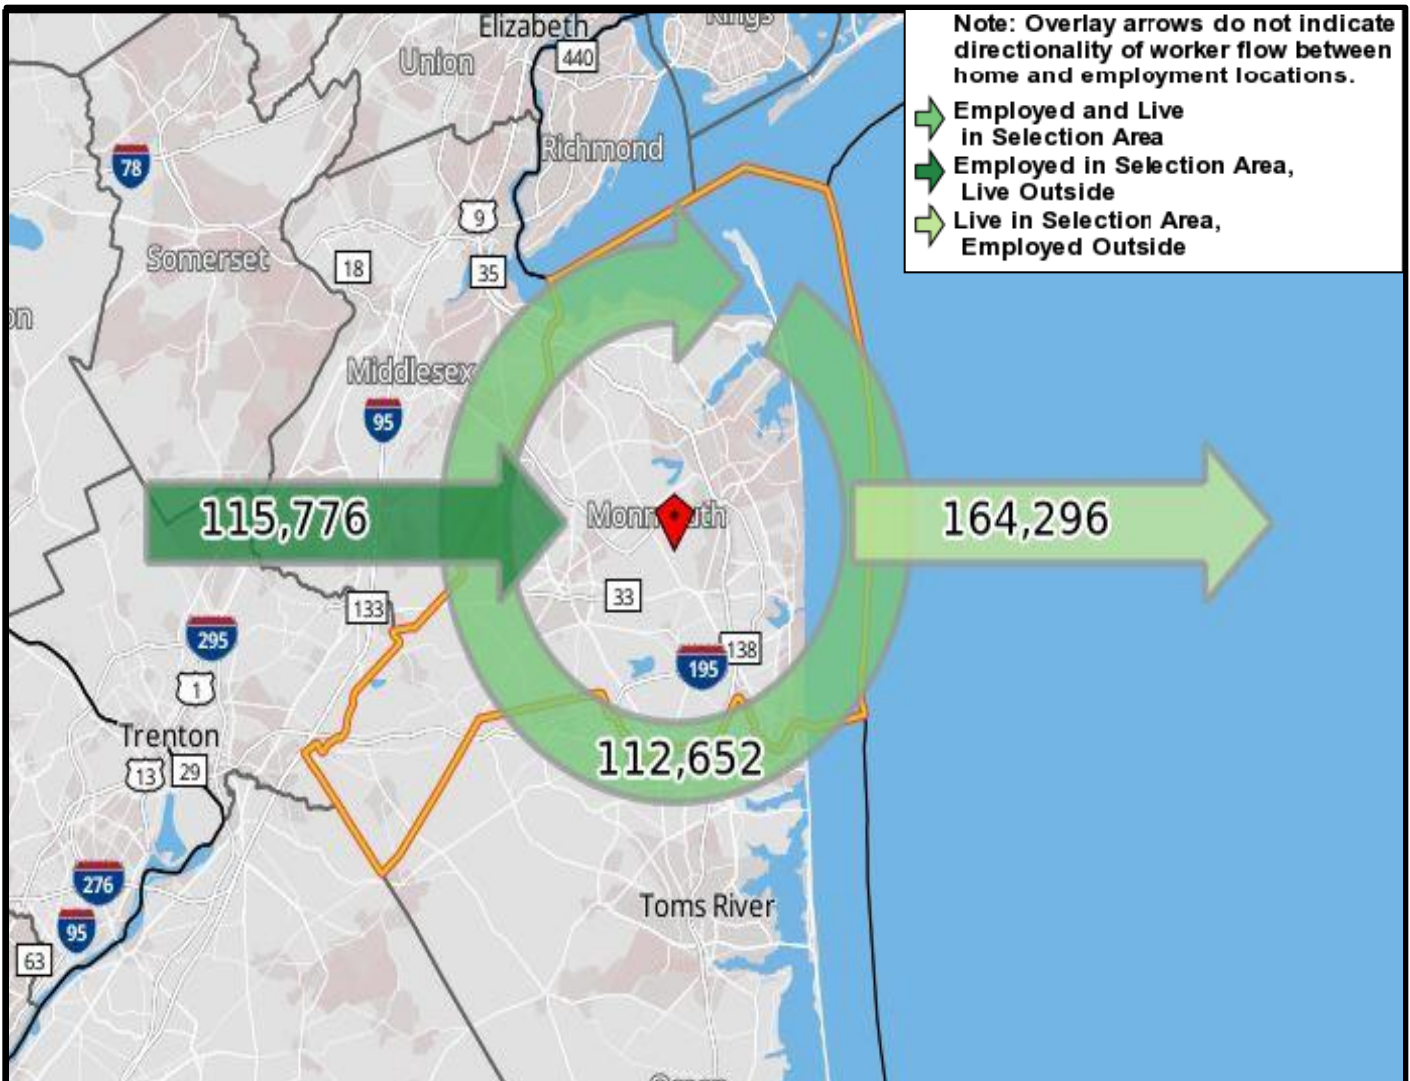 Note: Overlay arrows do not indicate
directionality of worker flow between
home and employment locations.
Employed and Live
in Selection Area
Employed in Selection Area,
Live Outside
Live in Selection Area,
Employed Outside
Elizabeth
Kings
440
Union
Richmond
78
9
Somerset
18
35
on
Middlesex
95
115,776
Monmouth
164,296
33
133
295
138
195
1
Trenton
112,652
13
29
276
Toms River
95
63